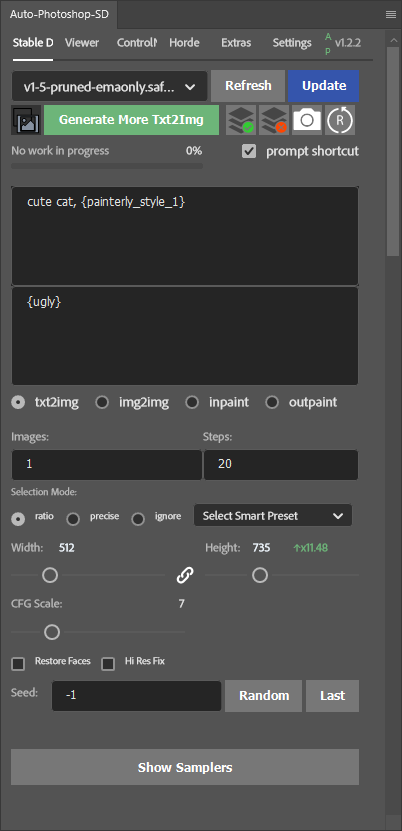 Auto-Photoshop-SD
Stable D Viewer ControlN Horde Extras Settings Ap v1.2.2
v1-5-pruned-emaonly.saf... Refresh Update
Generate More Txt2Img R
No work in progress 0% prompt shortcut
cute cat, {painterly_style_1}
{ugly}
txt2img img2img inpaint outpaint
Images: Steps:
1 20
Selection Mode:
ratio precise ignore Select Smart Preset
Width: 512 Height: 735 ↑x11.48
CFG Scale: 7
Restore Faces Hi Res Fix
Seed: -1 Random Last
Show Samplers